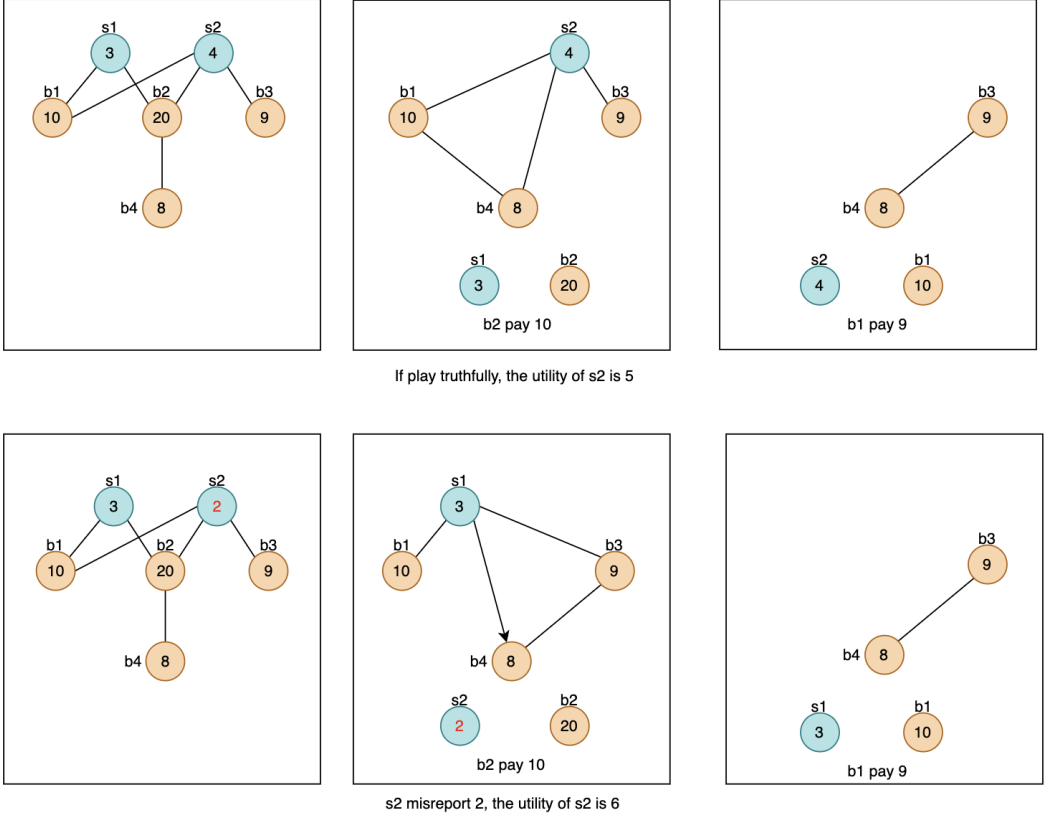 s1 s2
3 4
b1 b2 b3
10 20 9
b4 8
s2
4
b1 b3
10 9
b4 8
s1 b2
3 20
b2 pay 10
b3
9
b4 8
s2 b1
4 10
b1 pay 9
If play truthfully, the utility of s2 is 5
s1 s2
3 2
b1 b2 b3
10 20 9
b4 8
s1
3
b1 b3
10 9
b4 8
s2 b2
2 20
b2 pay 10
b3
9
b4 8
s1 b1
3 10
b1 pay 9
s2 misreport 2, the utility of s2 is 6